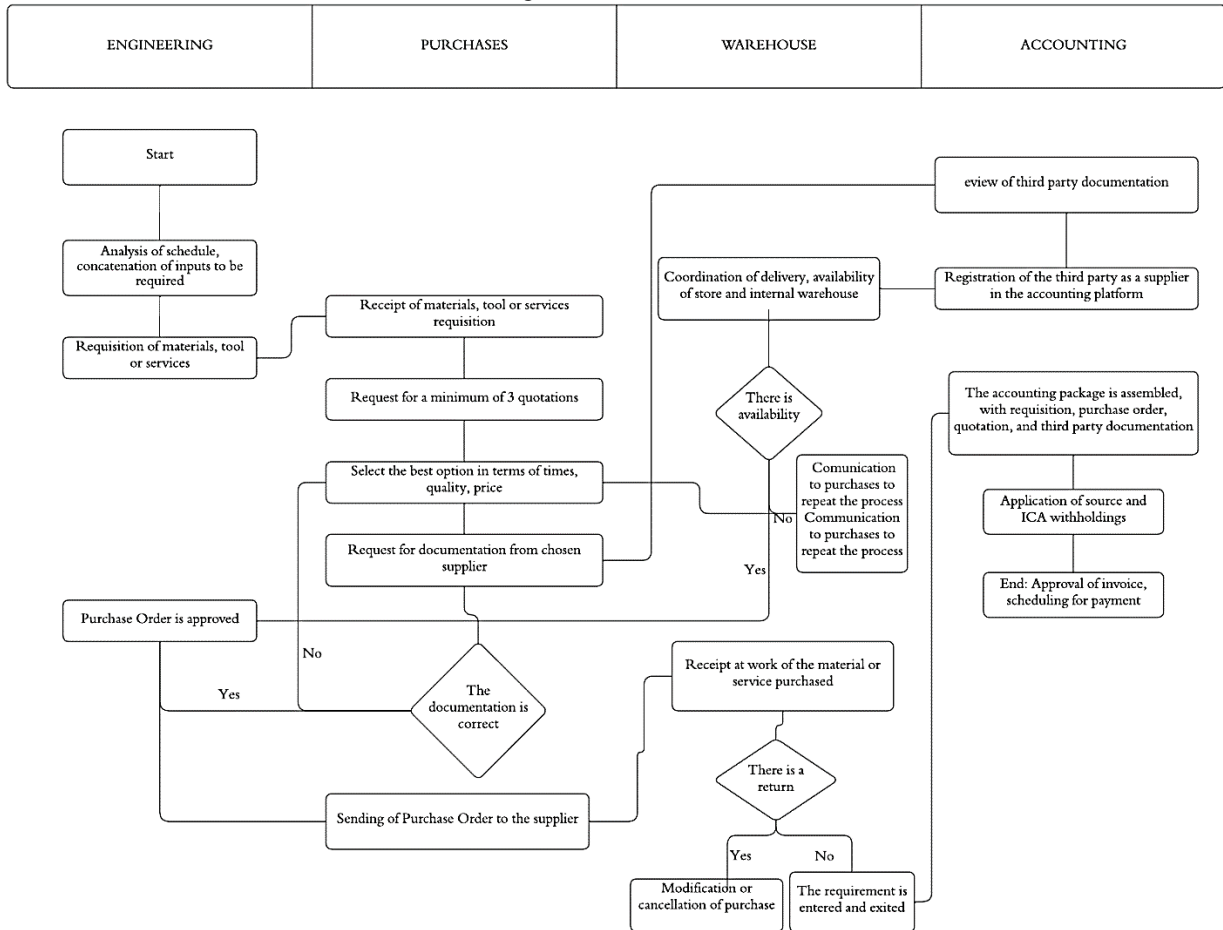 ENGINEERING
PURCHASES
WAREHOUSE
ACCOUNTING
Start
Analysis of schedule,
concatenation of inputs to be
required
Requisition of materials, tool
or services
Receipt of materials, tool or services
requisition
Request for a minimum of 3 quotations
Select the best option in terms of times,
quality, price
Request for documentation from chosen
supplier
Purchase Order is approved
No
Yes
The
documentation is
correct
Sending of Purchase Order to the supplier
Coordination of delivery, availability
of store and internal warehouse
There is
availability
No
Yes
Comunication
to purchases to
repeat the process
Communication
to purchases to
repeat the process
Receipt at work of the material or
service purchased
There is a
return
Yes
No
Modification or
cancellation of purchase
The requirement is
entered and exited
eview of third party documentation
Registration of the third party as a supplier
in the accounting platform
The accounting package is assembled,
with requisition, purchase order,
quotation, and third party documentation
Application of source and
ICA withholdings
End: Approval of invoice,
scheduling for payment